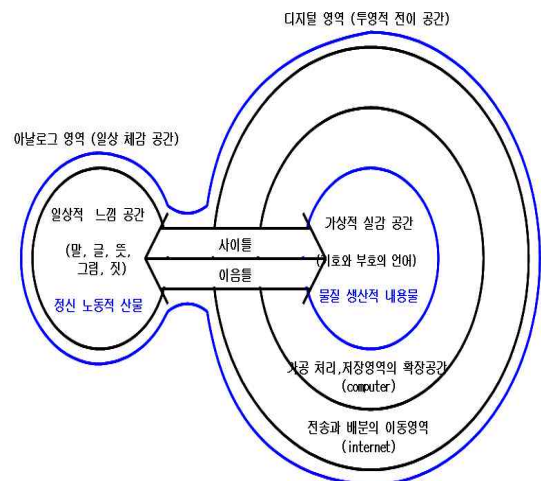 디지털 영역 (투영적 전이 공간)
아날로그 영역 (일상 체감 공간)
일상적 느낌 공간
(말, 글, 뜻,
그림, 짓)
정신 노동적 산물
사이틀
이음틀
가상적 실감 공간
(기호와 부호의 언어)
물질 생산적 내용물
가공 처리,저장영역의 확장공간
(computer)
전송과 배분의 이동영역
(internet)